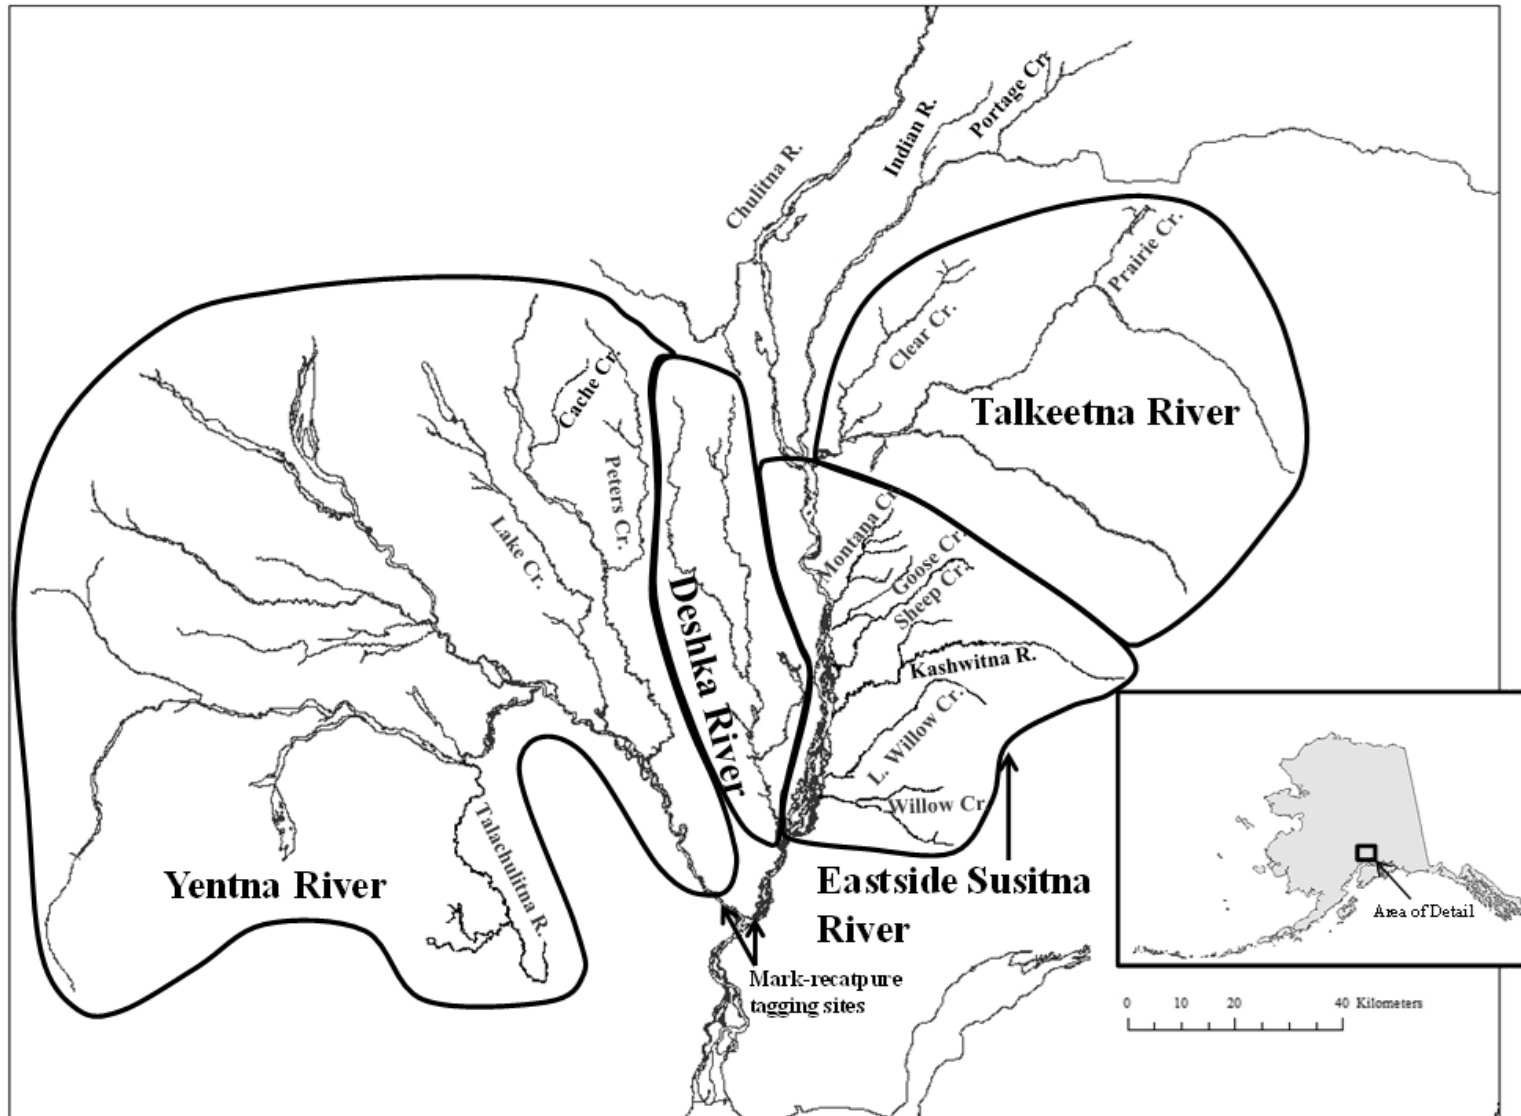 Portage Cr.
Indian R.
Chulitna R.
Prairie Cr.
Clear Cr.
Cache Cr.
Talkeetna River
Peters Cr.
Lake Cr.
Montana Cr
Goose Cr.
Sheep Cr.
Deshka River
Kashwitna R.
L. Willow Cr.
Willow Cr
Talachulitna R.
Yentna River
Eastside Susitna
River
Area of Detail
Mark-recatpure
tagging sites
0 10 20 40 Kilometers